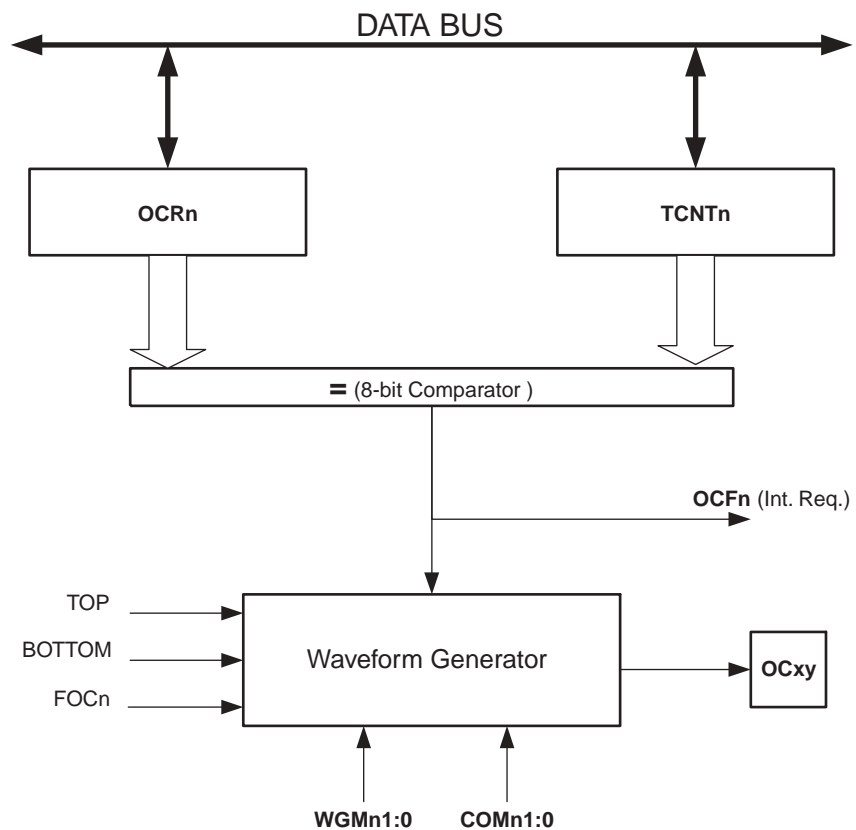 DATA BUS
OCRn
TCNTn
= (8-bit Comparator )
OCFn (Int. Req.)
TOP
BOTTOM
FOCn
Waveform Generator
OCxy
WGMn1:0
COMn1:0